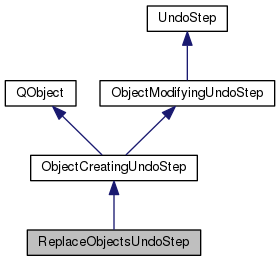 UndoStep
QObject
ObjectModifyingUndoStep
ObjectCreatingUndoStep
ReplaceObjectsUndoStep